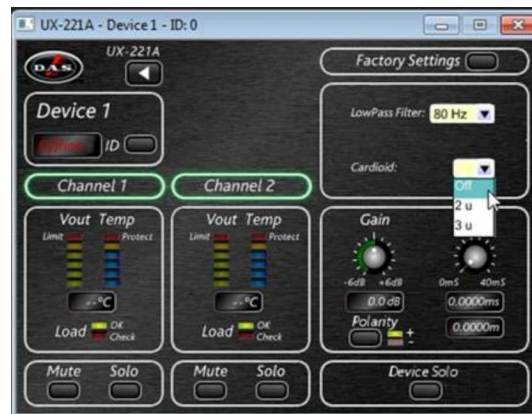 UX-221A - Device 1 - ID: 0
D.A.S.
UX-221A
Factory Settings
Device 1
Offline
ID
LowPass Filter: 80 Hz
Cardioid:
Off
2 u
3 u
Channel 1
Channel 2
Vout Temp
Limit
Protect
--°C
Load
OK
Check
Vout Temp
Limit
Protect
--°C
Load
OK
Check
Gain
-6dB +6dB
0.0 dB
Polarity
+
-
0mS 40mS
0.0000ms
0.0000m
Mute Solo
Mute Solo
Device Solo